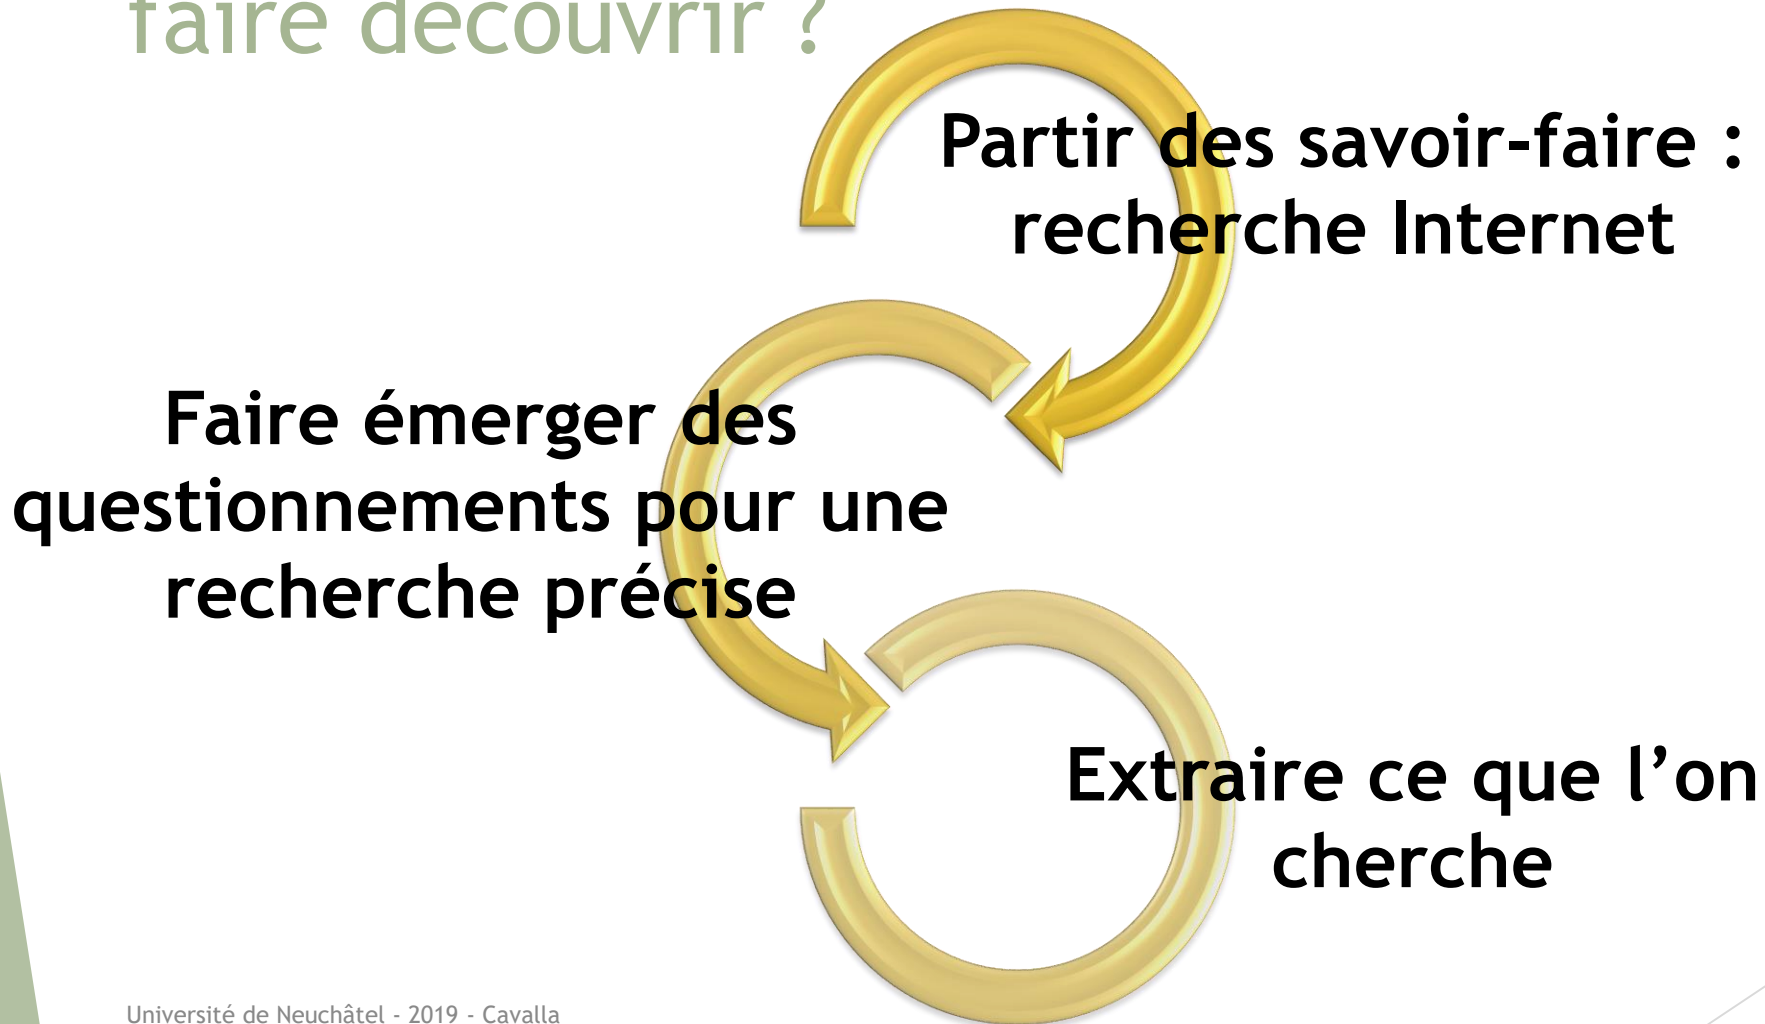 faire découvrir ?
Partir des savoir-faire :
recherche Internet
Faire émerger des
questionnements pour une
recherche précise
Extraire ce que l’on
cherche
Université de Neuchâtel - 2019 - Cavalla